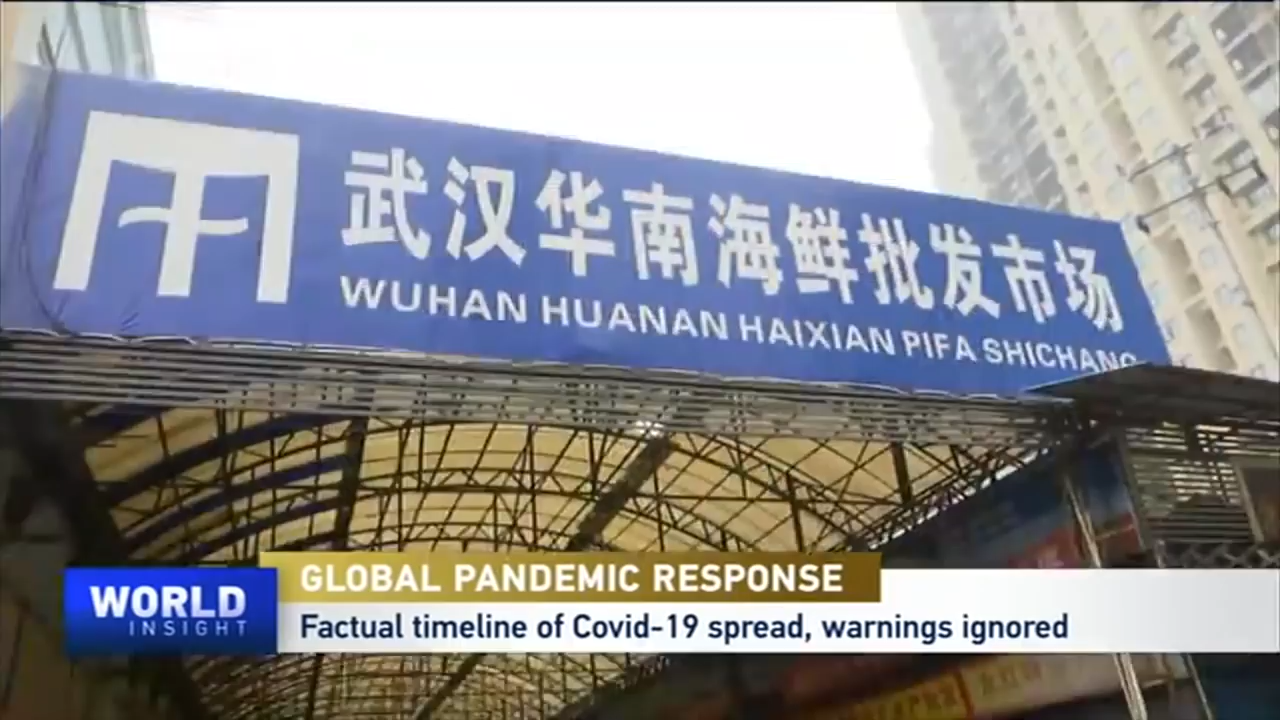 武汉华南海鲜批发市场
WUHAN HUANAN HAIXIAN PIFA SHICHANG
GLOBAL PANDEMIC RESPONSE
WORLD INSIGHT
Factual timeline of Covid-19 spread, warnings ignored